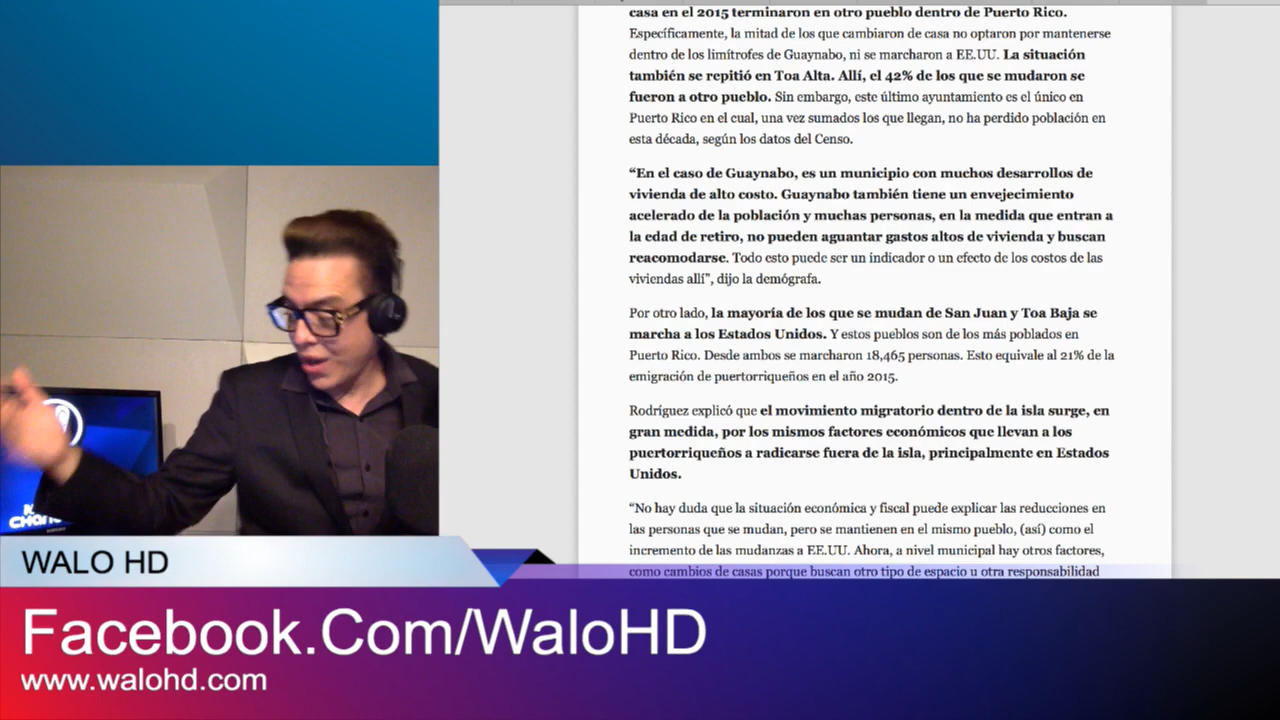 casa en el 2015 terminaron en otro pueblo dentro de Puerto Rico.
Específicamente, la mitad de los que cambiaron de casa no optaron por mantenerse
dentro de los limítrofes de Guaynabo, ni se marcharon a EE.UU. La situación
también se repitió en Toa Alta. Allí, el 42% de los que se mudaron se
fueron a otro pueblo. Sin embargo, este último ayuntamiento es el único en
Puerto Rico en el cual, una vez sumados los que llegan, no ha perdido población en
esta década, según los datos del Censo.
“En el caso de Guaynabo, es un municipio con muchos desarrollos de
vivienda de alto costo. Guaynabo también tiene un envejecimiento
acelerado de la población y muchas personas, en la medida que entran a
la edad de retiro, no pueden aguantar gastos altos de vivienda y buscan
reacomodarse. Todo esto puede ser un indicador o un efecto de los costos de las
viviendas allí”, dijo la demógrafa.
Por otro lado, la mayoría de los que se mudan de San Juan y Toa Baja se
marcha a los Estados Unidos. Y estos pueblos son de los más poblados en
Puerto Rico. Desde ambos se marcharon 18,465 personas. Esto equivale al 21% de la
emigración de puertorriqueños en el año 2015.
Rodríguez explicó que el movimiento migratorio dentro de la isla surge, en
gran medida, por los mismos factores económicos que llevan a los
puertorriqueños a radicarse fuera de la isla, principalmente en Estados
Unidos.
“No hay duda que la situación económica y fiscal puede explicar las reducciones en
las personas que se mudan, pero se mantienen en el mismo pueblo, (así) como el
incremento de las mudanzas a EE.UU. Ahora, a nivel municipal hay otros factores,
como cambios de casas porque buscan otro tipo de espacio u otra responsabilidad
WALO HD
Facebook.Com/WaloHD
www.walohd.com